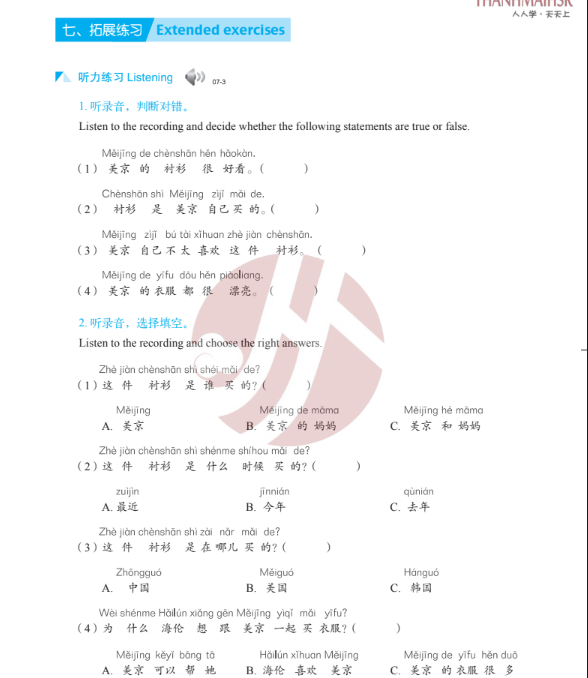 人人学·天天上
七、拓展练习 Extended exercises
听力练习 Listening 07-3
1. 听录音，判断对错。
Listen to the recording and decide whether the following statements are true or false.
Měijīng de chènshān hěn hǎokàn.
（1）美京 的 衬衫 很 好看。（ ）
Chènshān shì Měijīng zìjǐ mǎi de.
（2） 衬衫 是 美京 自己 买 的。（ ）
Měijīng zìjǐ bú tài xǐhuan zhè jiàn chènshān.
（3）美京 自己 不 太 喜欢 这 件 衬衫。（ ）
Měijīng de yīfu dōu hěn piàoliang.
（4）美京 的 衣服 都 很 漂亮。（ ）
2. 听录音，选择填空。
Listen to the recording and choose the right answers.
Zhè jiàn chènshān shì shéi mǎi de?
（1）这 件 衬衫 是 谁 买 的？（ ）
Měijīng Měijīng de māma Měijīng hé māma
A. 美京 B. 美京 的 妈妈 C. 美京 和 妈妈
Zhè jiàn chènshān shì shénme shíhou mǎi de?
（2）这 件 衬衫 是 什么 时候 买 的？（ ）
zuìjìn jīnnián qùnián
A. 最近 B. 今年 C. 去年
Zhè jiàn chènshān shì zài nǎr mǎi de?
（3）这 件 衬衫 是 在 哪儿 买 的？（ ）
Zhōngguó Měiguó Hánguó
A. 中国 B. 美国 C. 韩国
Wèi shénme Hǎilún xiǎng gēn Měijīng yìqǐ mǎi yīfu?
（4）为 什么 海伦 想 跟 美京 一起 买 衣服？（ ）
Měijīng kěyǐ bāng tā Hǎilún xǐhuan Měijīng Měijīng de yīfu hěn duō
A. 美京 可以 帮 她 B. 海伦 喜欢 美京 C. 美京 的 衣服 很 多